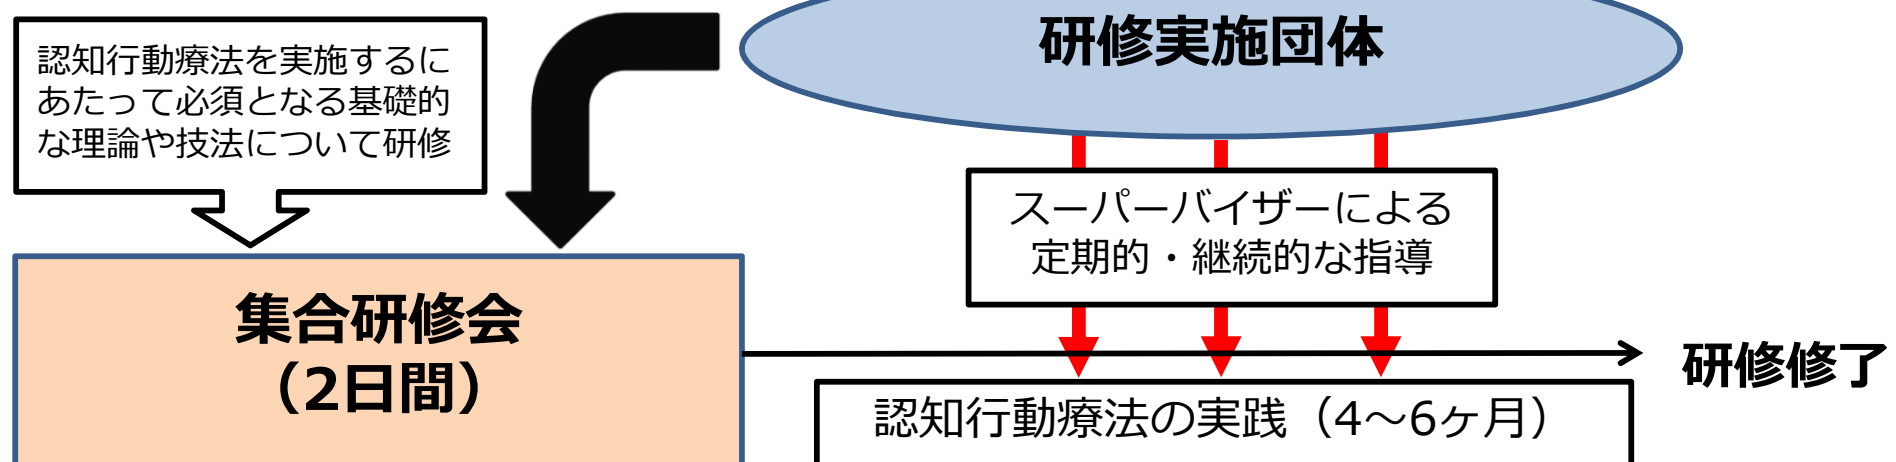 研修実施団体
認知行動療法を実施するに
あたって必須となる基礎的
な理論や技法について研修
スーパーバイザーによる
定期的・継続的な指導
集合研修会
（2日間）
研修修了
認知行動療法の実践（4～6ヶ月）